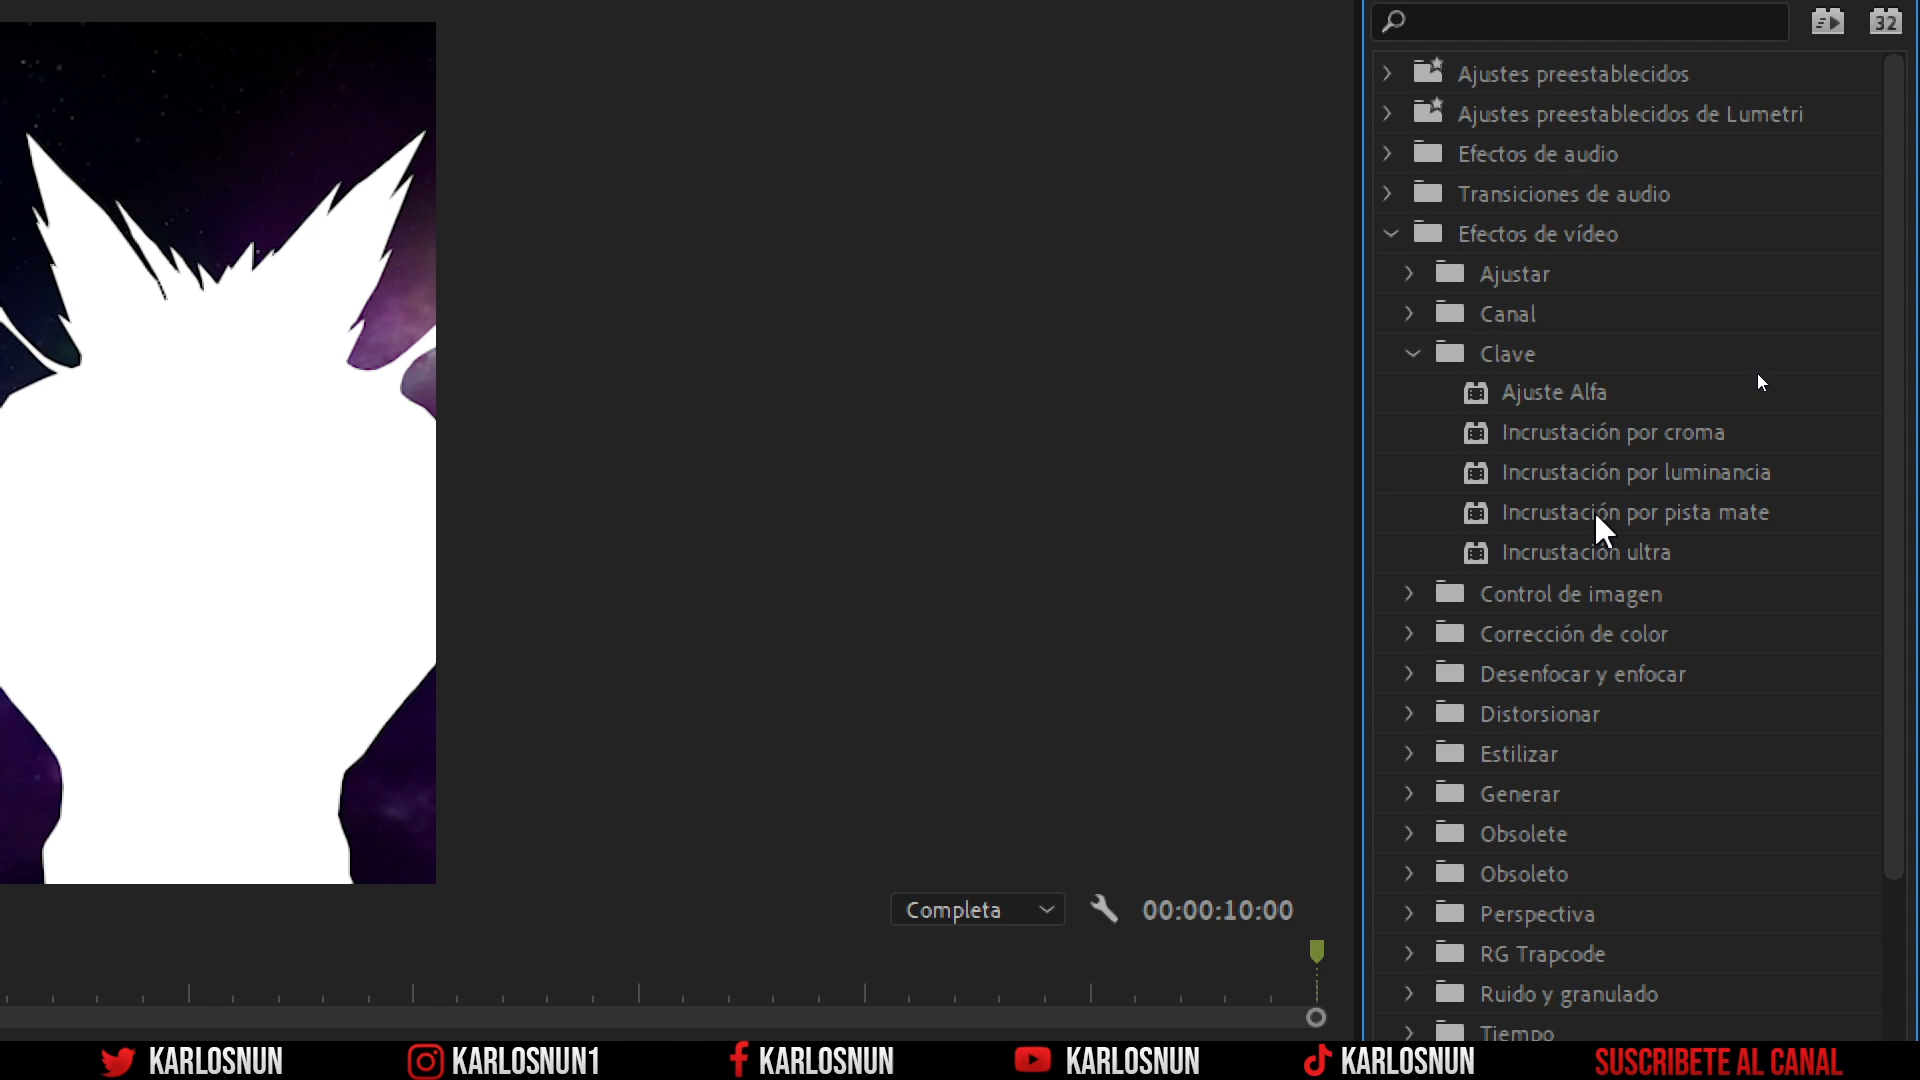 32
Ajustes preestablecidos
Ajustes preestablecidos de Lumetri
Efectos de audio
Transiciones de audio
Efectos de vídeo
Ajustar
Canal
Clave
Ajuste Alfa
Incrustación por croma
Incrustación por luminancia
Incrustación por pista mate
Incrustación ultra
Control de imagen
Corrección de color
Desenfocar y enfocar
Distorsionar
Estilizar
Generar
Obsolete
Obsoleto
Perspectiva
RG Trapcode
Ruido y granulado
Tiempo
Completa 00:00:10:00
KARLOSNUN KARLOSNUN1 KARLOSNUN KARLOSNUN KARLOSNUN SUSCRIBETE AL CANAL